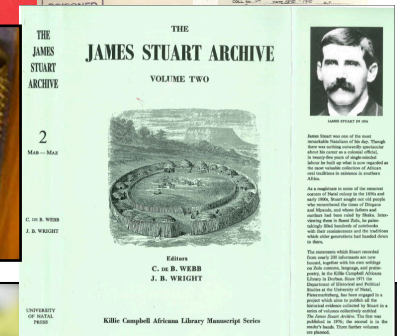 THE
JAMES
STUART
ARCHIVE
2
MAB — MAZ
C. DE B. WEBB
J. B. WRIGHT
UNIVERSITY
OF NATAL
PRESS
THE
JAMES STUART ARCHIVE
VOLUME TWO
Editors
C. DE B. WEBB
J. B. WRIGHT
Killie Campbell Africana Library Manuscript Series
James Stuart was one of the most
remarkable Natalians of his day. Though
there was nothing outwardly spectacular
about his career as a colonial official,
in twenty-five years of single-minded
labour he built up what is now regarded as
the most valuable collection of African
oral traditions in existence in southern
Africa.
As a magistrate in some of the remotest
corners of Natal colony in the 1890s and
early 1900s, Stuart sought out old people
who remembered the times of Dingane
and Mpande, and whose fathers and
mothers had been ruled by Shaka. Inter-
viewing them in fluent Zulu, he pains-
takingly filled hundreds of notebooks
with their reminiscences and the traditions
which older generations had handed down
to them.
The statements which Stuart recorded
from nearly 200 informants are now
housed, together with his own writings
on Zulu customs, language, and praise-
poetry, in the Killie Campbell Africana
Library in Durban. Since 1971 the
Department of Historical and Political
Studies at the University of Natal,
Pietermaritzburg, has been engaged in a
project which aims to publish all the
historical evidence collected by Stuart in a
series of volumes collectively entitled
The James Stuart Archive. The first was
published in 1976; the second is in the
reader's hands. Three further volumes
are planned.